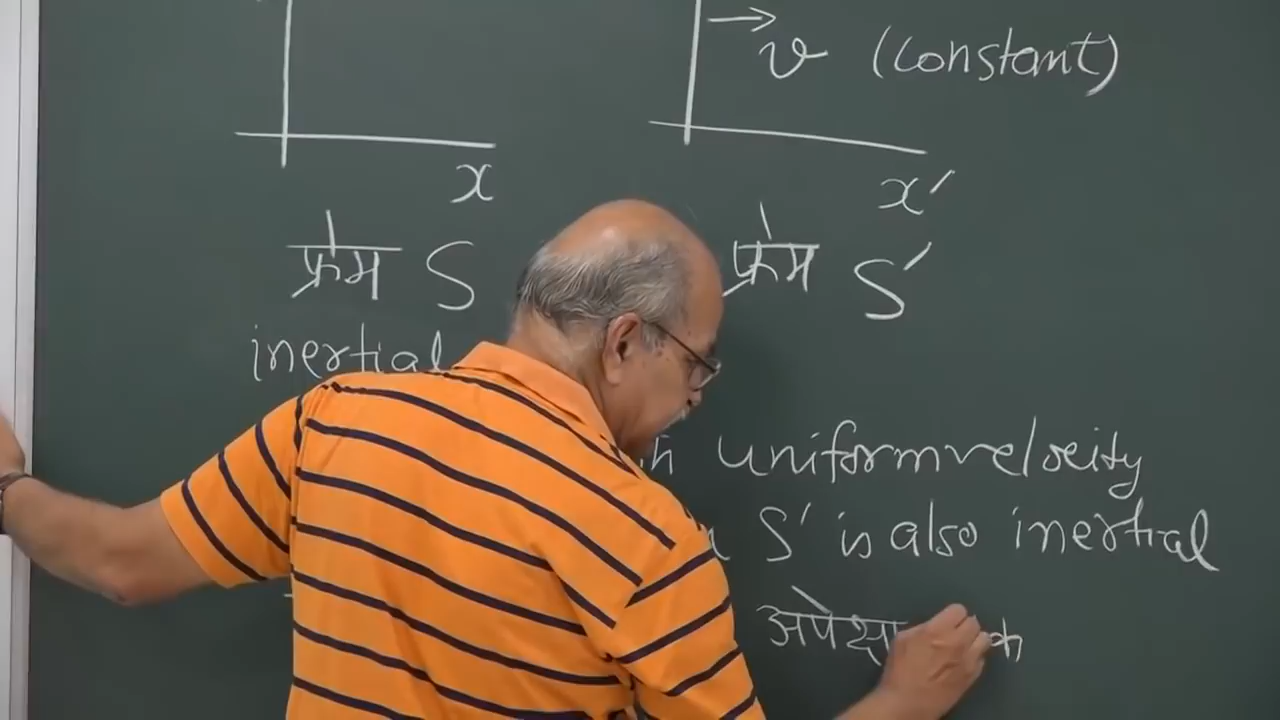 v (constant)
x x′
फ्रेम S फ्रेम S′
inertial
uniform velocity
S′ is also inertial
अपेक्षा